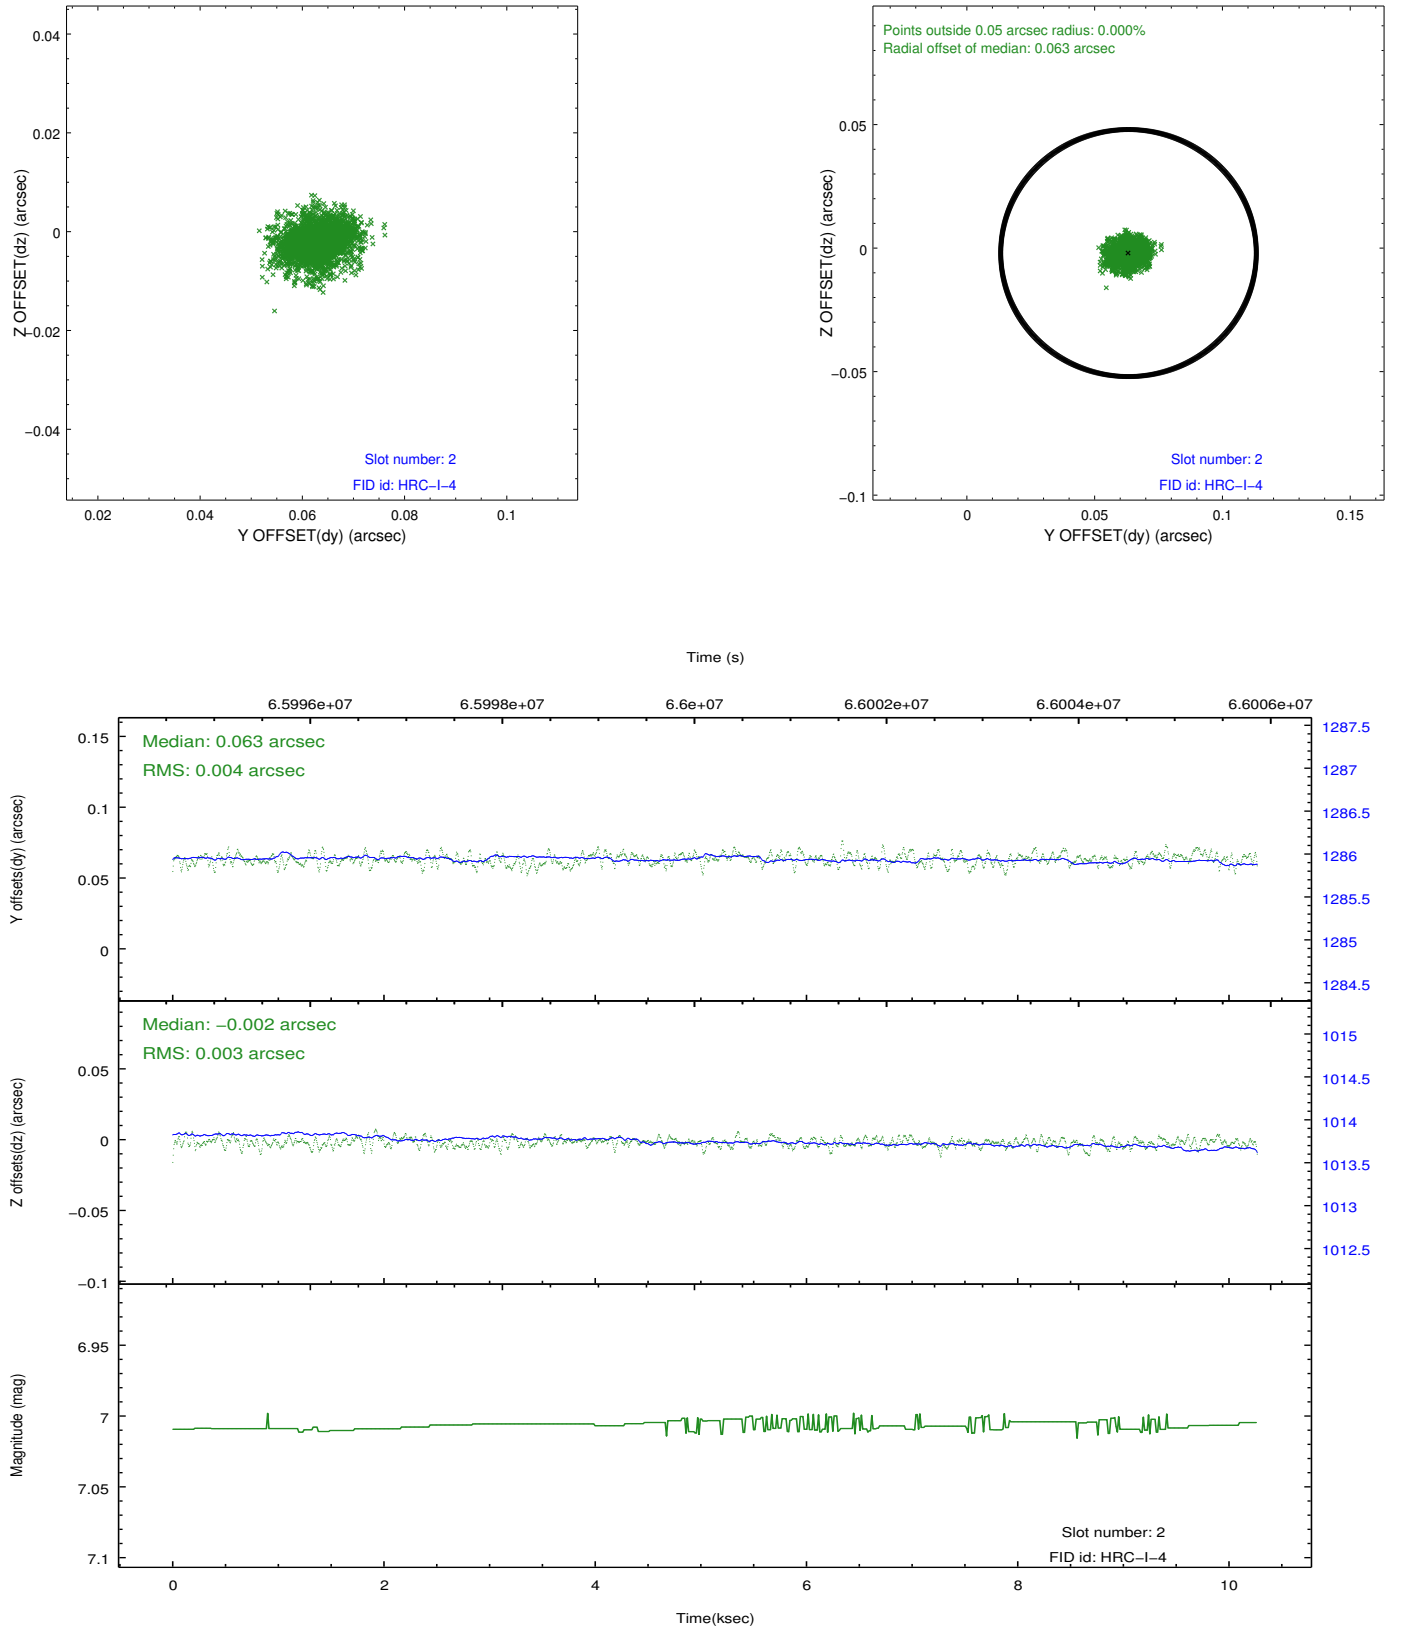 0.04
0.02
0
−0.02
−0.04
Z OFFSET(dz) (arcsec)
Slot number: 2
FID id: HRC−I−4
0.02 0.04 0.06 0.08 0.1
Y OFFSET(dy) (arcsec)
Points outside 0.05 arcsec radius: 0.000%
Radial offset of median: 0.063 arcsec
0.05
0
−0.05
−0.1
Z OFFSET(dz) (arcsec)
Slot number: 2
FID id: HRC−I−4
0 0.05 0.1 0.15
Y OFFSET(dy) (arcsec)
Time (s)
6.5996e+07 6.5998e+07 6.6e+07 6.6002e+07 6.6004e+07 6.6006e+07
Median: 0.063 arcsec
RMS: 0.004 arcsec
0.15
0.1
0.05
0
Y offsets(dy) (arcsec)
1287.5
1287
1286.5
1286
1285.5
1285
1284.5
Median: −0.002 arcsec
RMS: 0.003 arcsec
0.05
0
−0.05
−0.1
Z offsets(dz) (arcsec)
1015
1014.5
1014
1013.5
1013
1012.5
6.95
7
7.05
7.1
Magnitude (mag)
Slot number: 2
FID id: HRC−I−4
0 2 4 6 8 10
Time(ksec)